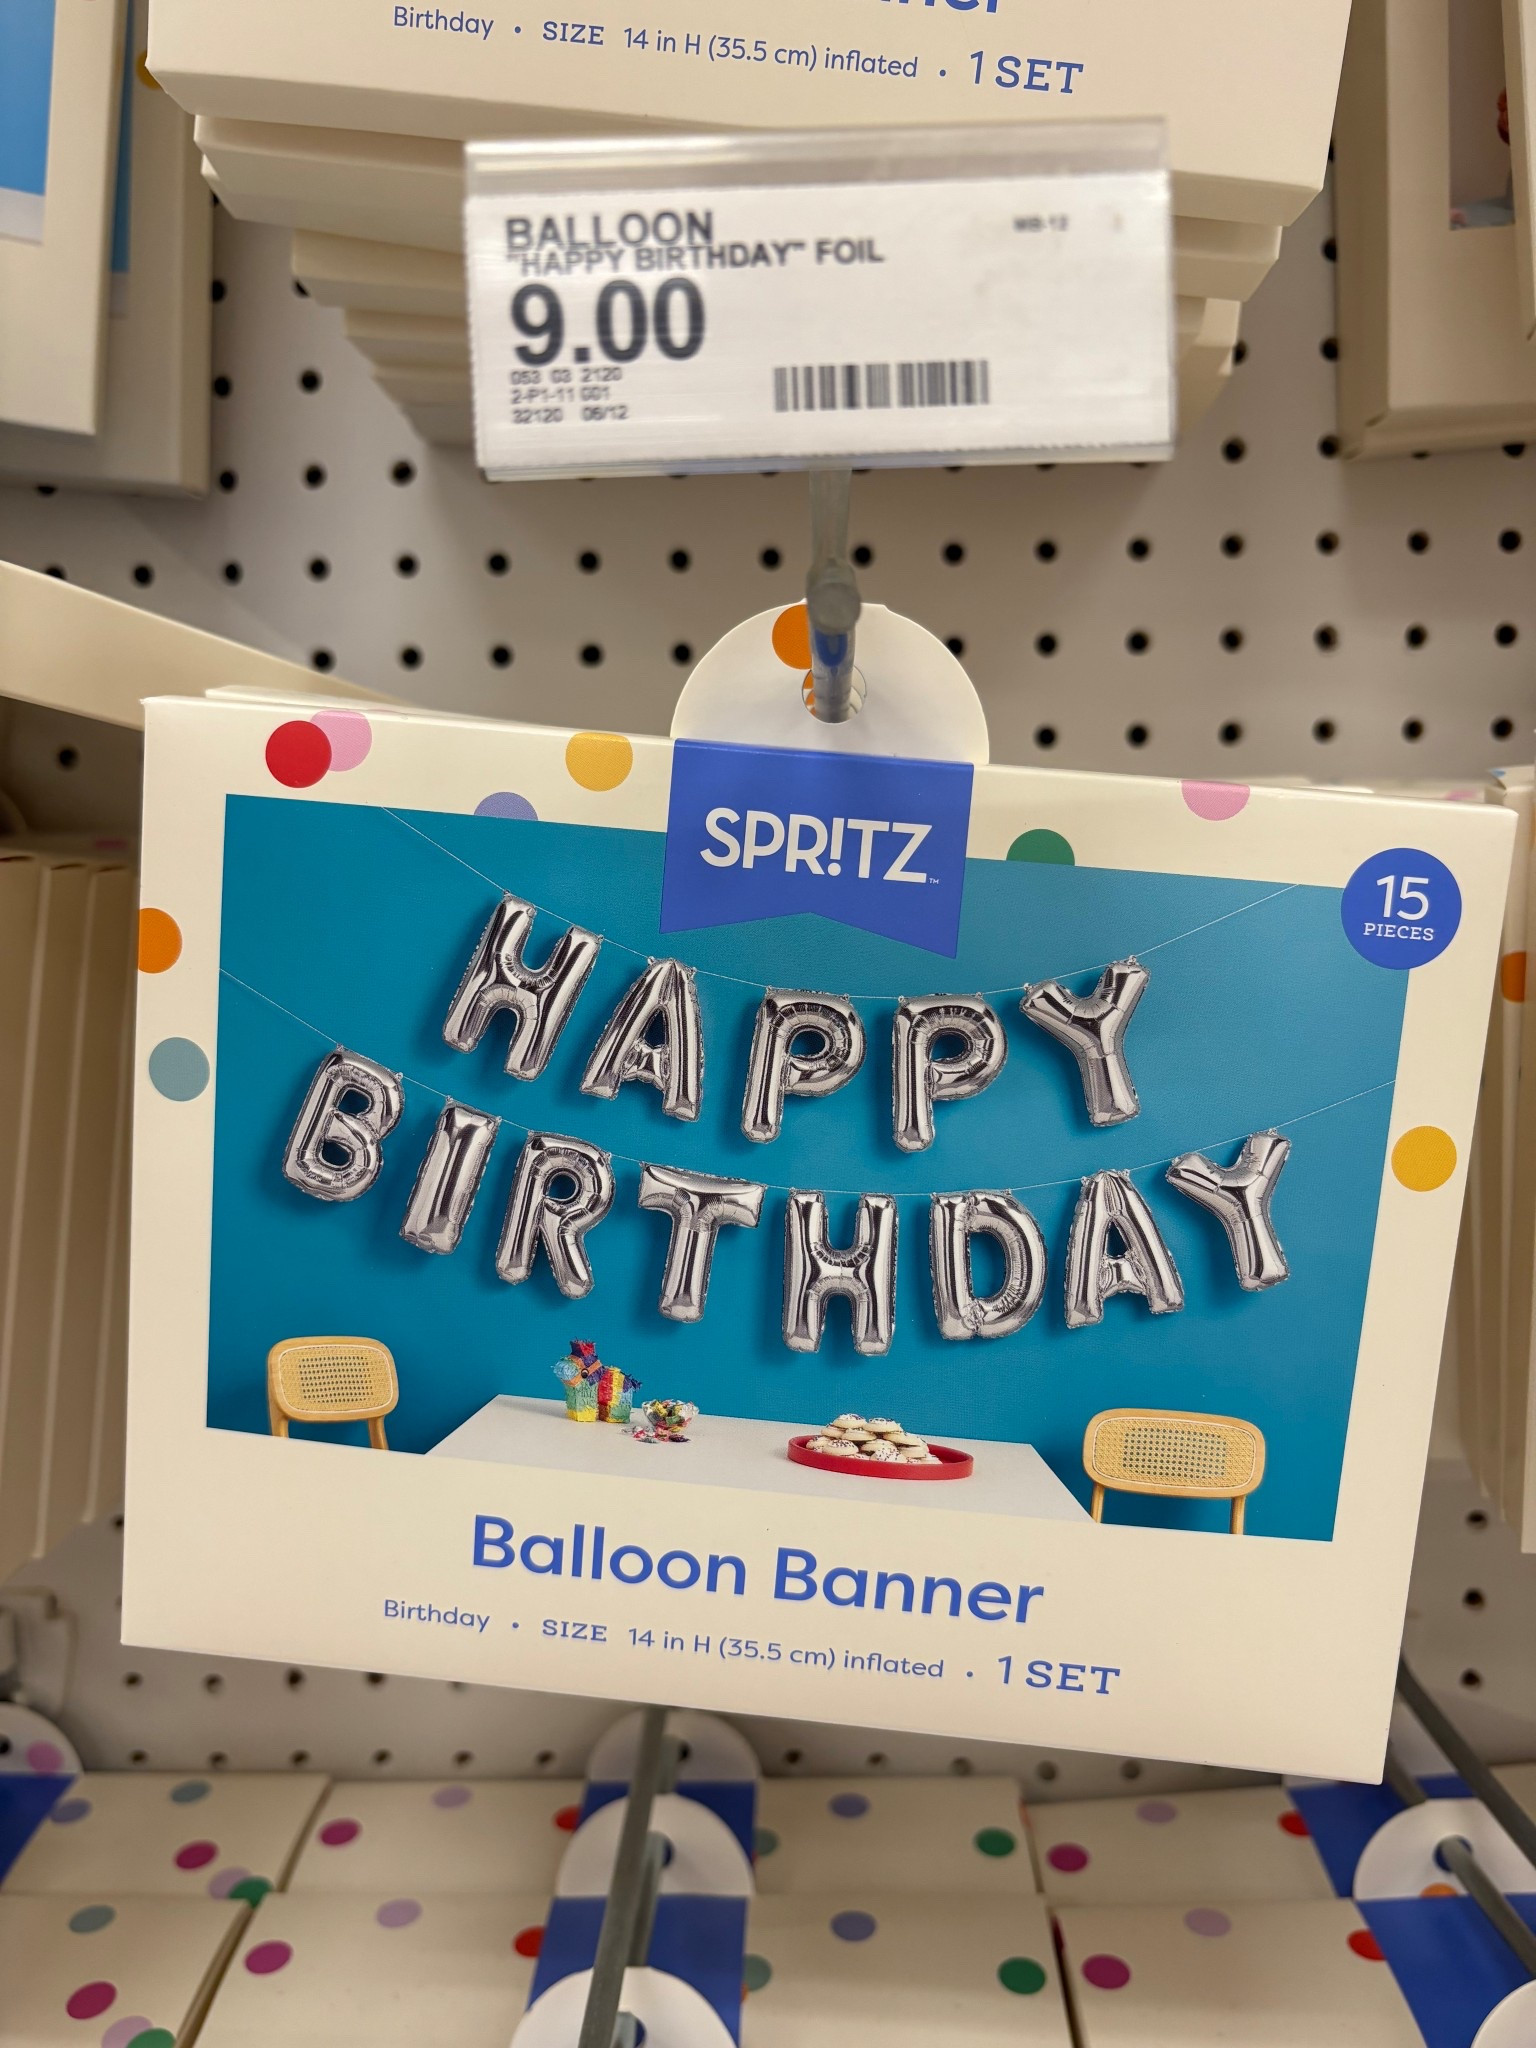 Birthday • SIZE 14 in H (35.5 cm) inflated • 1 SET
BALLOON
"HAPPY BIRTHDAY" FOIL
9.00
053 03 2120
2-P1-11 001
32120 06/12
SPR!TZ™
15
PIECES
HAPPY
BIRTHDAY
Balloon Banner
Birthday • SIZE 14 in H (35.5 cm) inflated • 1 SET